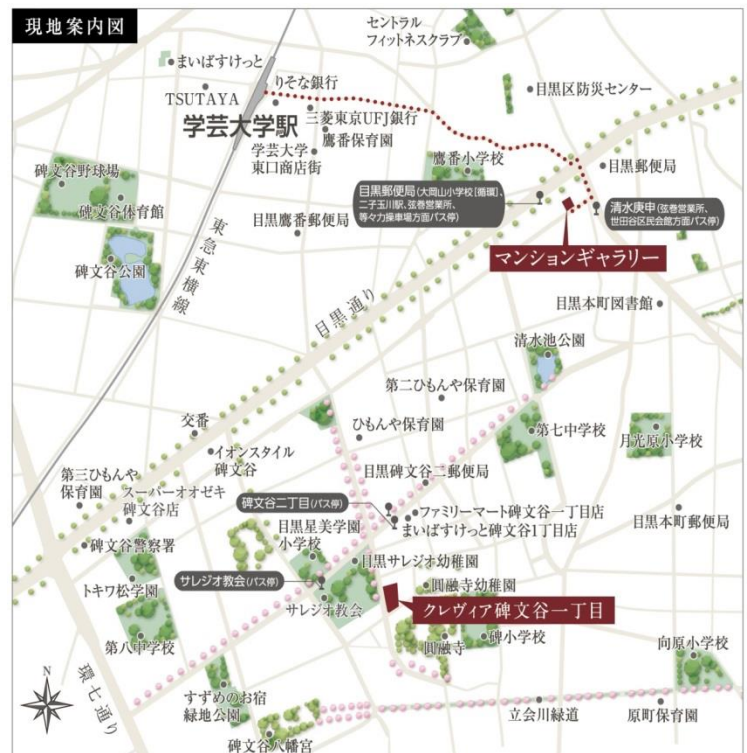 現地案内図
セントラル
フィットネスクラブ
まいばすけっと
りそな銀行
目黒区防災センター
TSUTAYA
三菱東京UFJ銀行
学芸大学駅
鷹番保育園
学芸大学
東口商店街
鷹番小学校
目黒郵便局
碑文谷野球場
目黒郵便局(大岡山小学校[循環]、
二子玉川駅、弦巻営業所、
等々力操車場方面バス停)
清水庚申(弦巻営業所、
世田谷区民会館方面バス停)
碑文谷体育館
目黒鷹番郵便局
東急東横線
マンションギャラリー
碑文谷公園
目黒通り
目黒本町図書館
清水池公園
第二ひもんや保育園
交番
ひもんや保育園
第七中学校
月光原小学校
イオンスタイル
碑文谷
第三ひもんや
保育園
目黒碑文谷二郵便局
スーパーオオゼキ
碑文谷店
碑文谷二丁目(バス停)
ファミリーマート碑文谷一丁目店
まいばすけっと碑文谷1丁目店
目黒本町郵便局
目黒星美学園
小学校
碑文谷警察署
目黒サレジオ幼稚園
サレジオ教会(バス停)
圓融寺幼稚園
トキワ松学園
サレジオ教会
クレヴィア碑文谷一丁目
第八中学校
圓融寺
碑小学校
向原小学校
環七通り
N
すずめのお宿
緑地公園
立会川緑道
原町保育園
碑文谷八幡宮